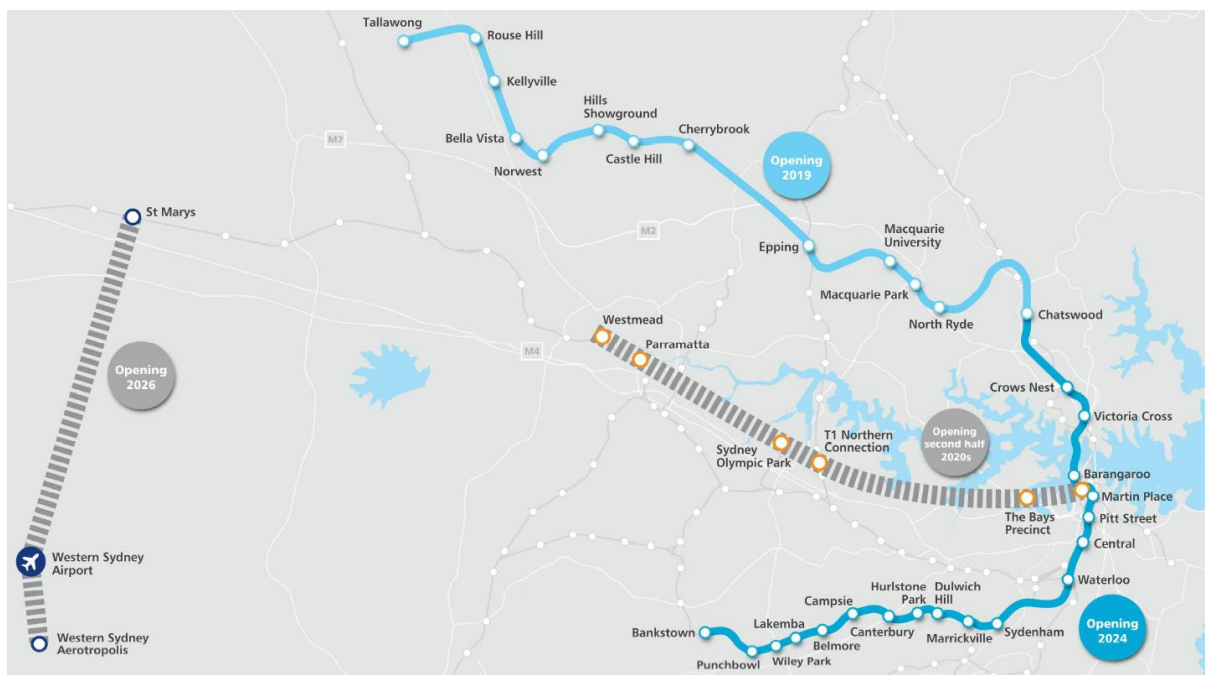 Tallawong
Rouse Hill
Kellyville
Hills
Showground
Cherrybrook
Bella Vista
Castle Hill
Norwest
M7
Opening
2019
St Marys
M2
Epping
Macquarie
University
Macquarie Park
North Ryde
Chatswood
Westmead
Parramatta
M4
Opening
2026
Crows Nest
Victoria Cross
Sydney
Olympic Park
T1 Northern
Connection
Opening
second half
2020s
Barangaroo
Martin Place
The Bays
Precinct
Pitt Street
Central
Western Sydney
Airport
Waterloo
Hurlstone
Park
Dulwich
Hill
Campsie
Lakemba
Bankstown
Canterbury
Marrickville
Sydenham
Belmore
Wiley Park
Punchbowl
Opening
2024
Western Sydney
Aerotropolis